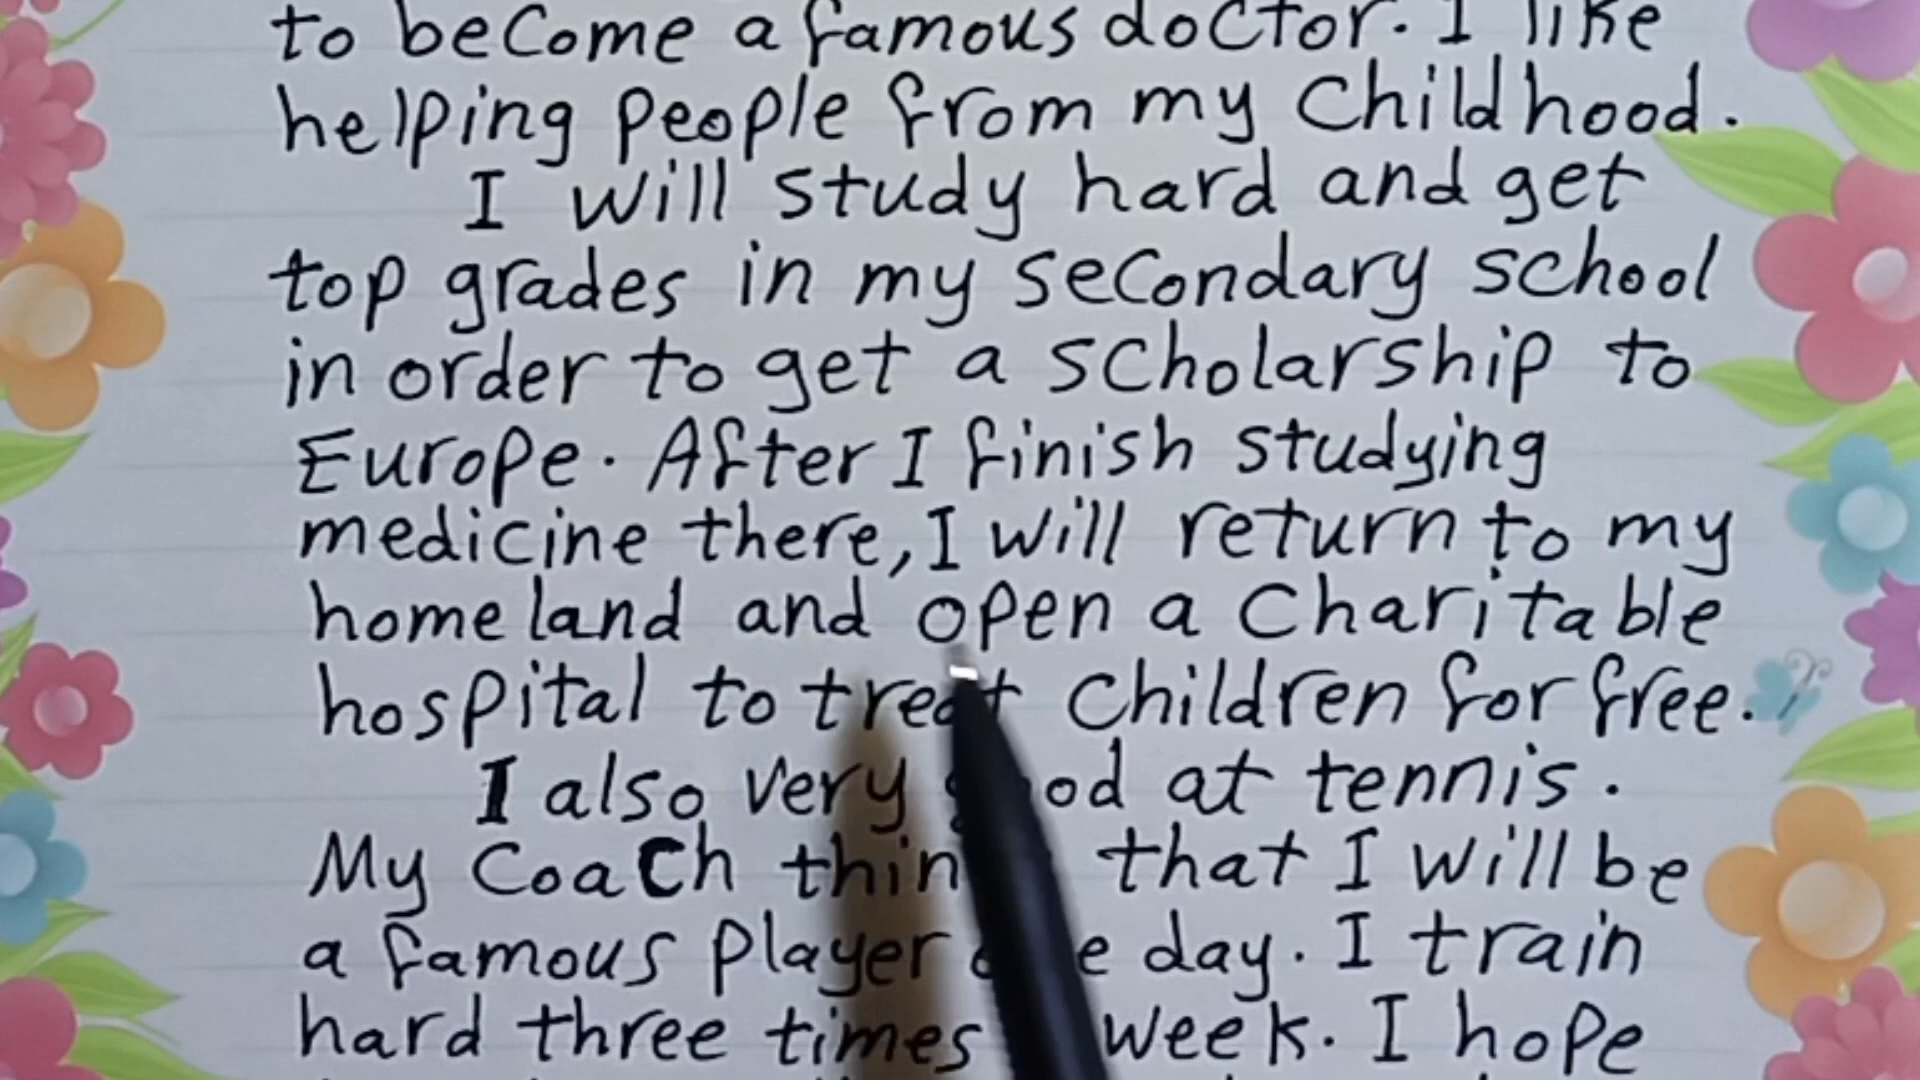 to become a famous doctor. I like
helping people from my Childhood.
I will study hard and get
top grades in my secondary school
in order to get a scholarship to
Europe. After I finish studying
medicine there, I will return to my
homeland and open a Charitable
hospital to treat children for free.
I also very good at tennis.
My Coach that I will be
a famous player day. I train
hard three times week. I hope